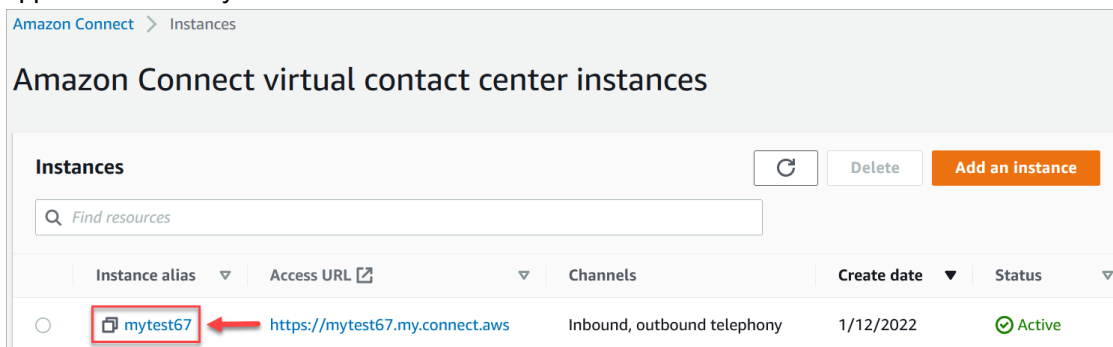 Amazon Connect > Instances
Amazon Connect virtual contact center instances
Instances
Delete
Add an instance
Find resources
Instance alias
Access URL
Channels
Create date
Status
mytest67
https://mytest67.my.connect.aws
Inbound, outbound telephony
1/12/2022
Active